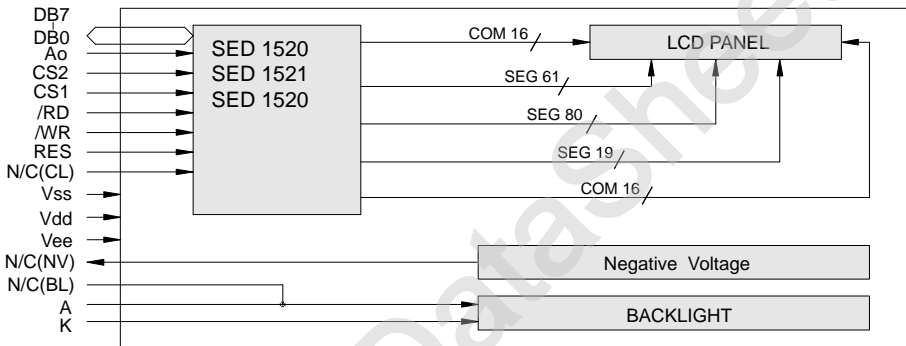 DB7
DB0
Ao
CS2
CS1
/RD
/WR
RES
N/C(CL)
Vss
Vdd
Vee
N/C(NV)
N/C(BL)
A
K
SED 1520
SED 1521
SED 1520
COM 16
SEG 61
SEG 80
SEG 19
COM 16
LCD PANEL
Negative Voltage
BACKLIGHT
DataSheet